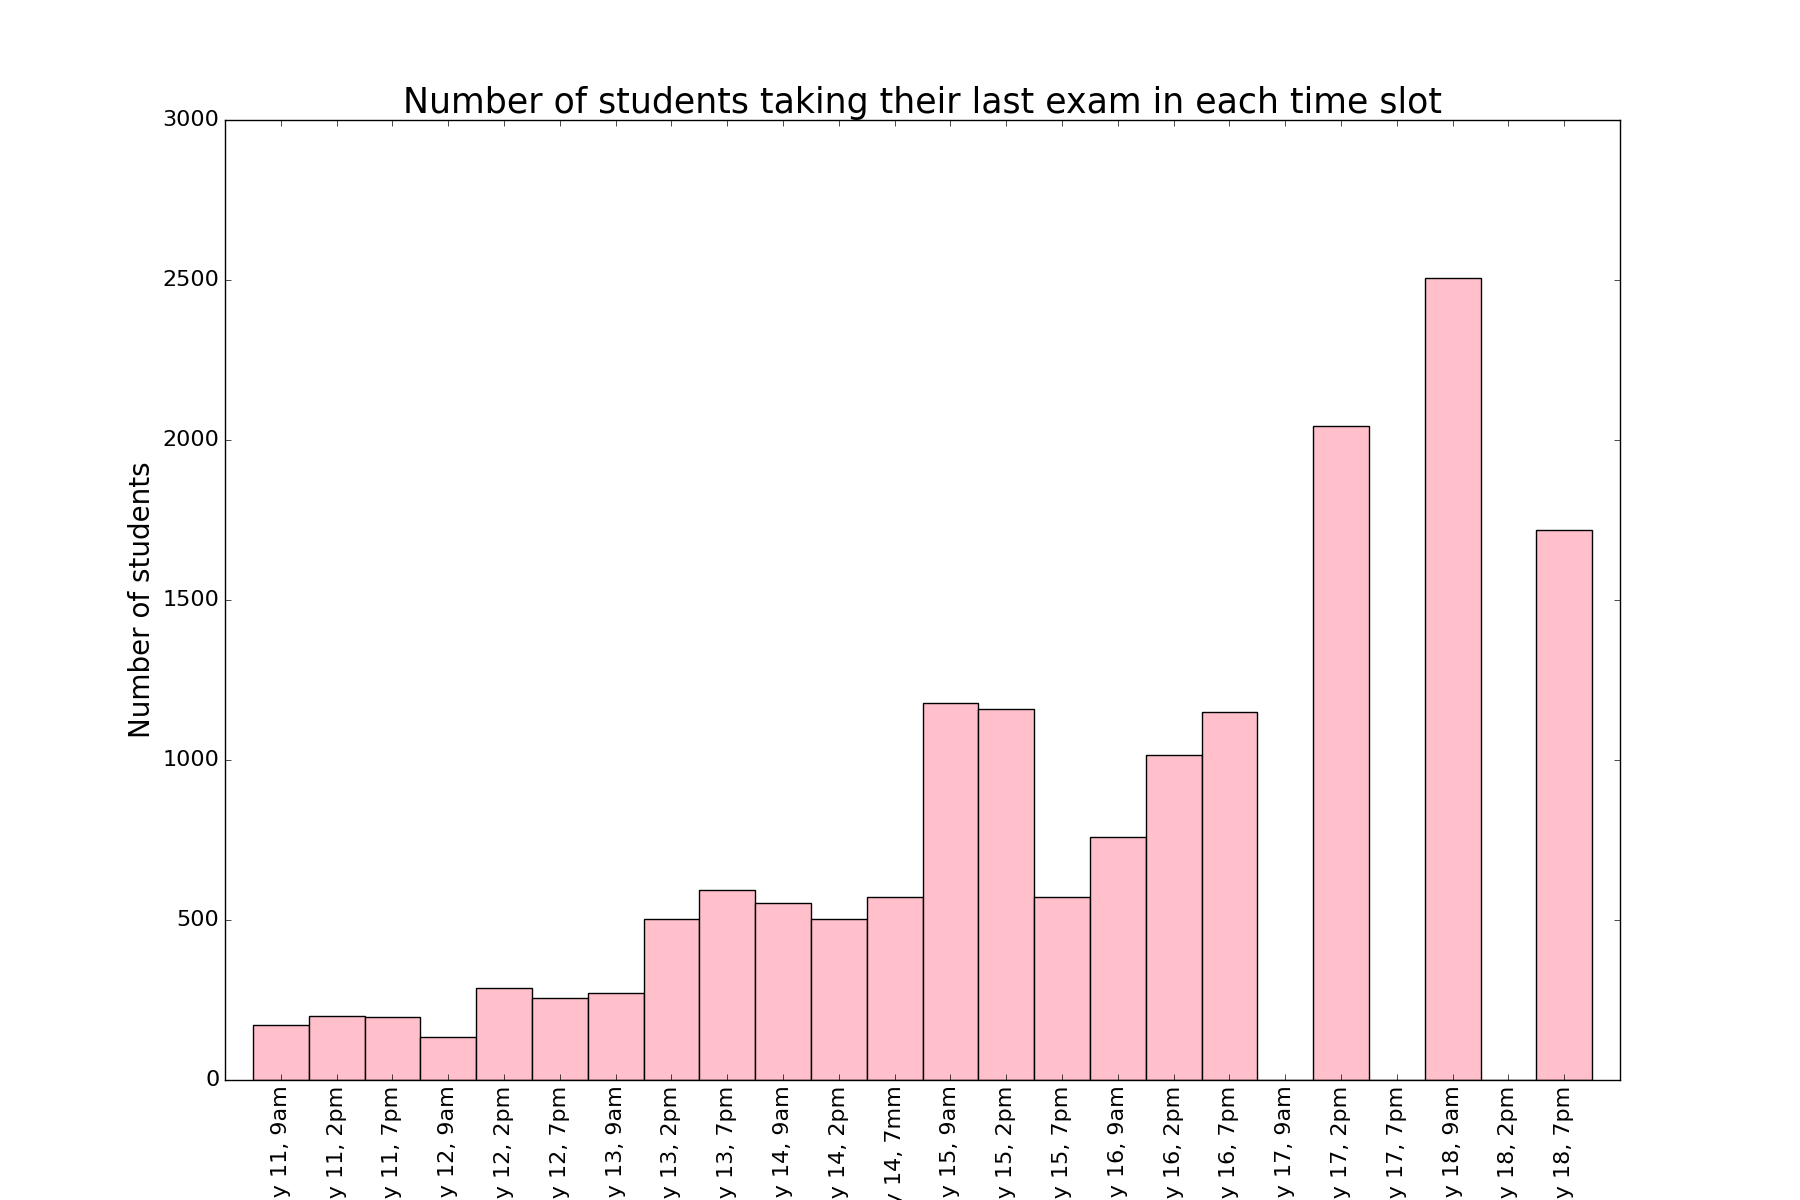 Number of students taking their last exam in each time slot
Number of students
3000
2500
2000
1500
1000
500
0
y 11, 9am
y 11, 2pm
y 11, 7pm
y 12, 9am
y 12, 2pm
y 12, 7pm
y 13, 9am
y 13, 2pm
y 13, 7pm
y 14, 9am
y 14, 2pm
y 14, 7mm
y 15, 9am
y 15, 2pm
y 15, 7pm
y 16, 9am
y 16, 2pm
y 16, 7pm
y 17, 9am
y 17, 2pm
y 17, 7pm
y 18, 9am
y 18, 2pm
y 18, 7pm